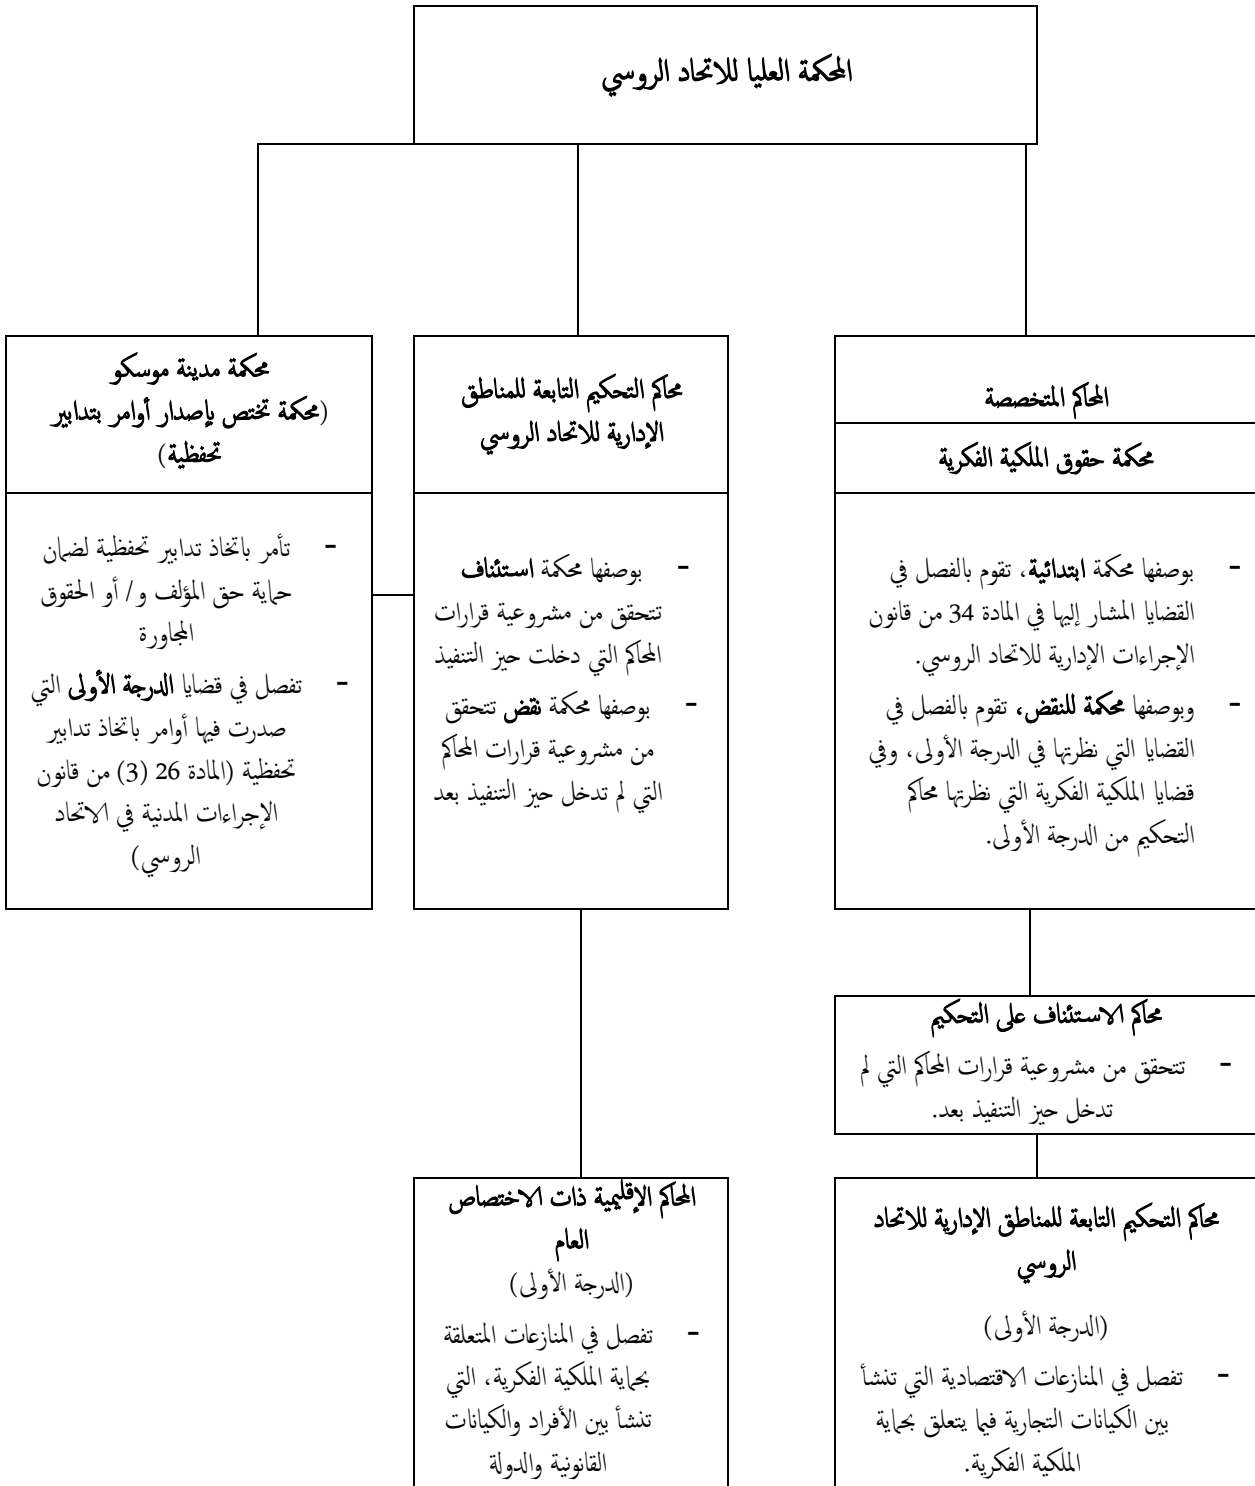 المحكمة العليا للاتحاد الروسي
المحاكم المتخصصة
محكمة حقوق الملكية الفكرية
- بوصفها محكمة ابتدائية، تقوم بالفصل في
القضايا المشار إليها في المادة 34 من قانون
الإجراءات الإدارية للاتحاد الروسي.
- وبوصفها محكمة للنقض، تقوم بالفصل في
القضايا التي نظرتها في الدرجة الأولى، وفي
قضايا الملكية الفكرية التي نظرتها محاكم
التحكيم من الدرجة الأولى.
محاكم التحكيم التابعة للمناطق
الإدارية للاتحاد الروسي
- بوصفها محكمة استئناف
تتحقق من مشروعية قرارات
المحاكم التي دخلت حيز التنفيذ
- بوصفها محكمة نقض تتحقق
من مشروعية قرارات المحاكم
التي لم تدخل حيز التنفيذ بعد
محكمة مدينة موسكو
(محكمة تختص بإصدار أوامر بتدابير
تحفظية)
- تأمر باتخاذ تدابير تحفظية لضمان
حماية حق المؤلف و/ أو الحقوق
المجاورة
- تفصل في قضايا الدرجة الأولى التي
صدرت فيها أوامر باتخاذ تدابير
تحفظية (المادة 26 (3) من قانون
الإجراءات المدنية في الاتحاد
الروسي)
محاكم الاستئناف على التحكيم
- تتحقق من مشروعية قرارات المحاكم التي لم
تدخل حيز التنفيذ بعد.
محاكم التحكيم التابعة للمناطق الإدارية للاتحاد
الروسي
(الدرجة الأولى)
- تفصل في المنازعات الاقتصادية التي تنشأ
بين الكيانات التجارية فيما يتعلق بحماية
الملكية الفكرية.
المحاكم الإقليمية ذات الاختصاص
العام
(الدرجة الأولى)
- تفصل في المنازعات المتعلقة
بحماية الملكية الفكرية، التي
تنشأ بين الأفراد والكيانات
القانونية والدولة